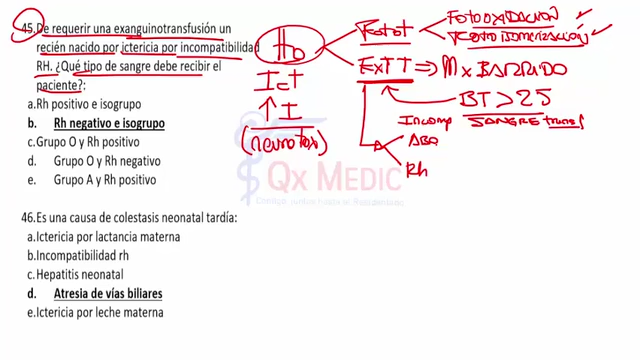 45.De requerir una exanguinotransfusión un
recién nacido por ictericia por incompatibilidad
RH. ¿Qué tipo de sangre debe recibir el
paciente?:
a.Rh positivo e isogrupo
b. Rh negativo e isogrupo
c.Grupo O y Rh positivo
d. Grupo O y Rh negativo
e. Grupo A y Rh positivo
46.Es una causa de colestasis neonatal tardía:
a.Ictericia por lactancia materna
b.Incompatibilidad rh
c.Hepatitis neonatal
d. Atresia de vías biliares
e.Ictericia por leche materna
Ict
↑ I
Fotot
FOTOOXIDACIÓN
FOTOISOMERIZACIÓN
EXTT ⇒ M x BARRIDO
BT > 25
SANGRE
Incomp
ABO
Rh
QX MEDIC